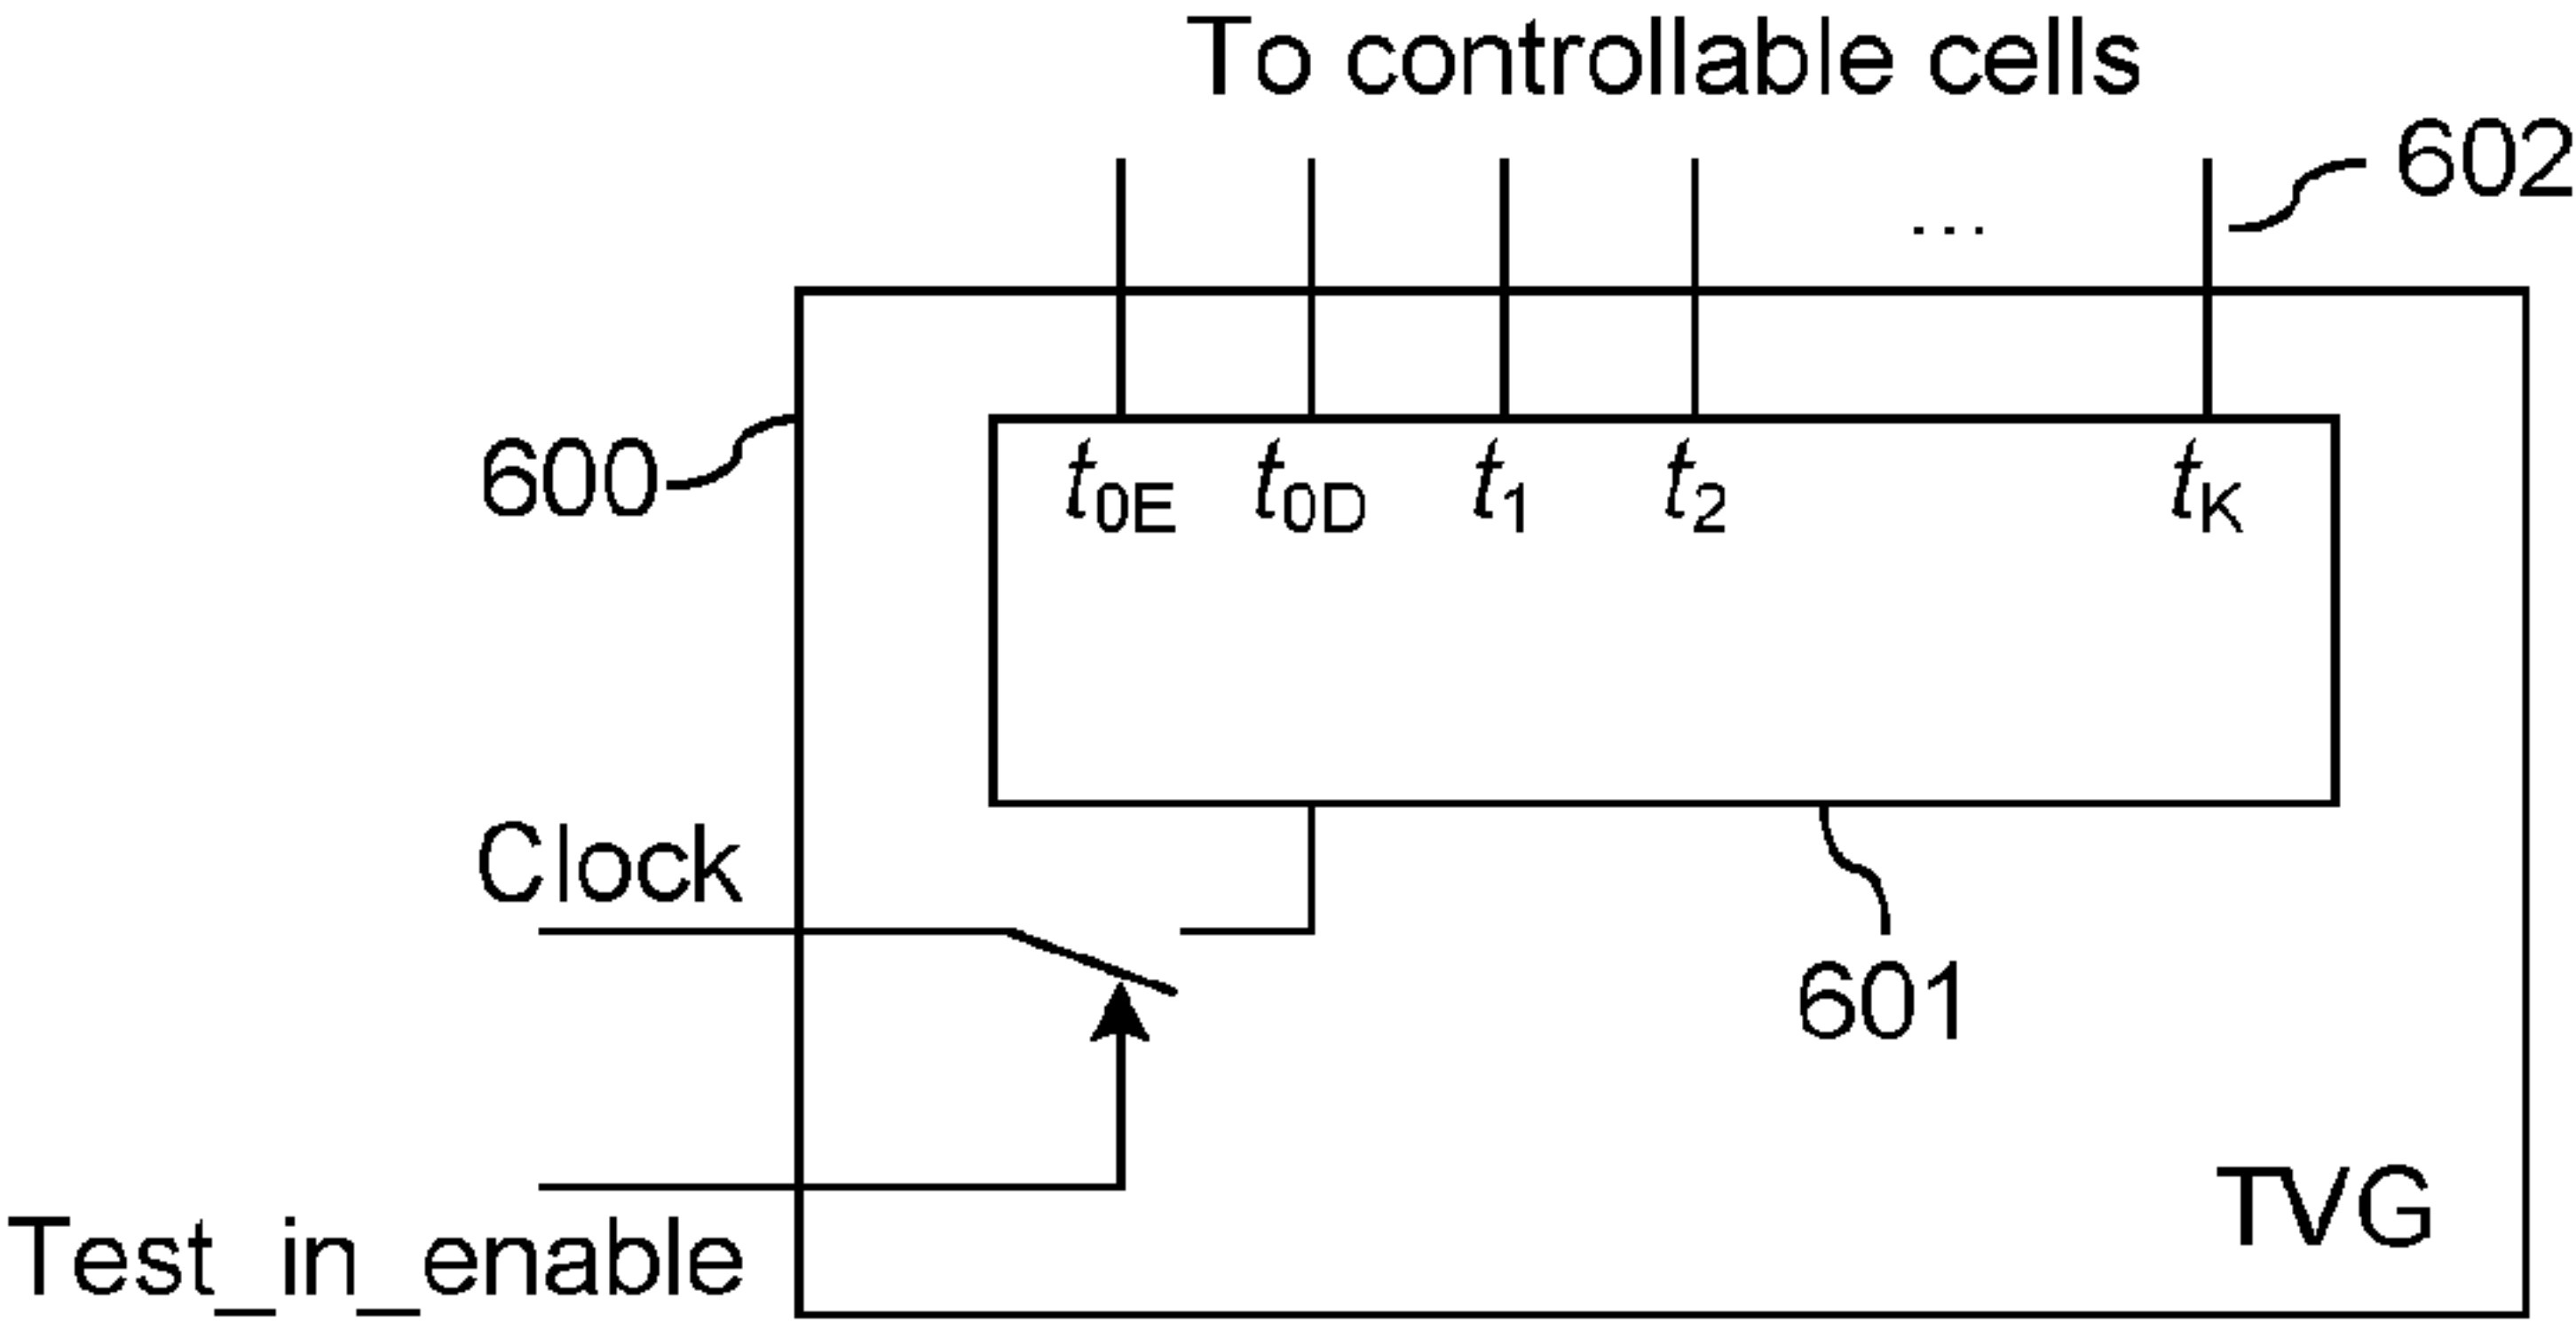 To controllable cells
602
...
600
t0E t0D t1 t2 tK
Clock
601
TVG
Test_in_enable